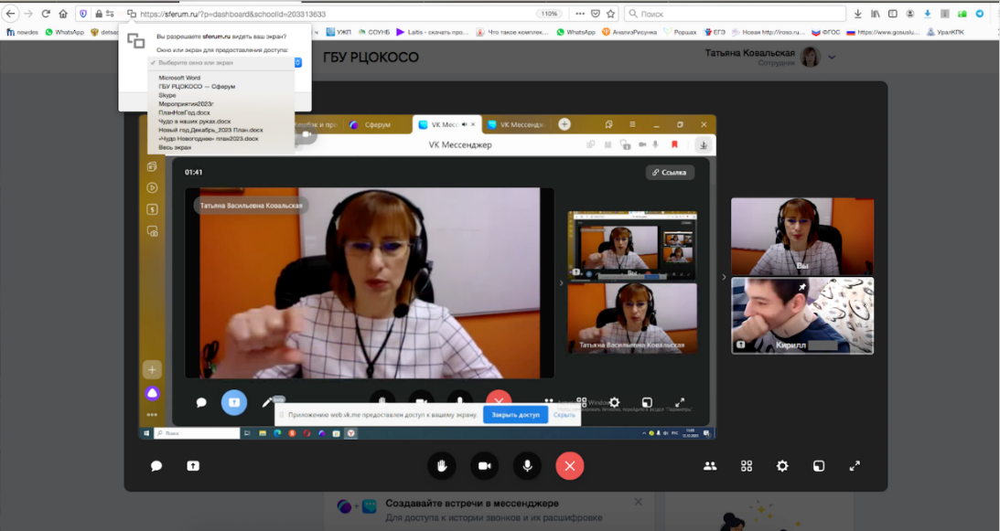 https://sferum.ru/?p=dashboard&schoolId=203313633
110%
Поиск
newdes
WhatsApp
УЖП
СОУНБ
Laitis - скачать про...
Что такое комплек...
WhatsApp
АнализРисунка
Роршах
ЕГЭ
Новая http://roso.ru...
ФГОС
https://www.gosuslu...
УралКПК
Вы разрешаете sferum.ru видеть ваш экран?
Окно или экран для предоставления доступа:
Выберите окно или экран
Microsoft Word
ГБУ РЦОКОСО — Сферум
Skype
Мероприятия2023г
ПланНовГод.docx
Чудо в наших руках.docx
Новый год.Декабрь_2023 План.docx
«Чудо Новогоднее» план2023.docx
Весь экран
ГБУ РЦОКОСО
Татьяна Ковальская
Сотрудник
Сферум
VK Месс
VK Мессендж
VK Мессенджер
01:41
Ссылка
Татьяна Васильевна Ковальская
Вы
Татьяна Васильевна Ковальская
Вы
Кирилл
Приложению web.vk.me предоставлен доступ к вашему экрану.
Закрыть доступ
Скрыть
Поиск
Создавайте встречи в мессенджере
Для доступа к истории звонков и их расшифровке